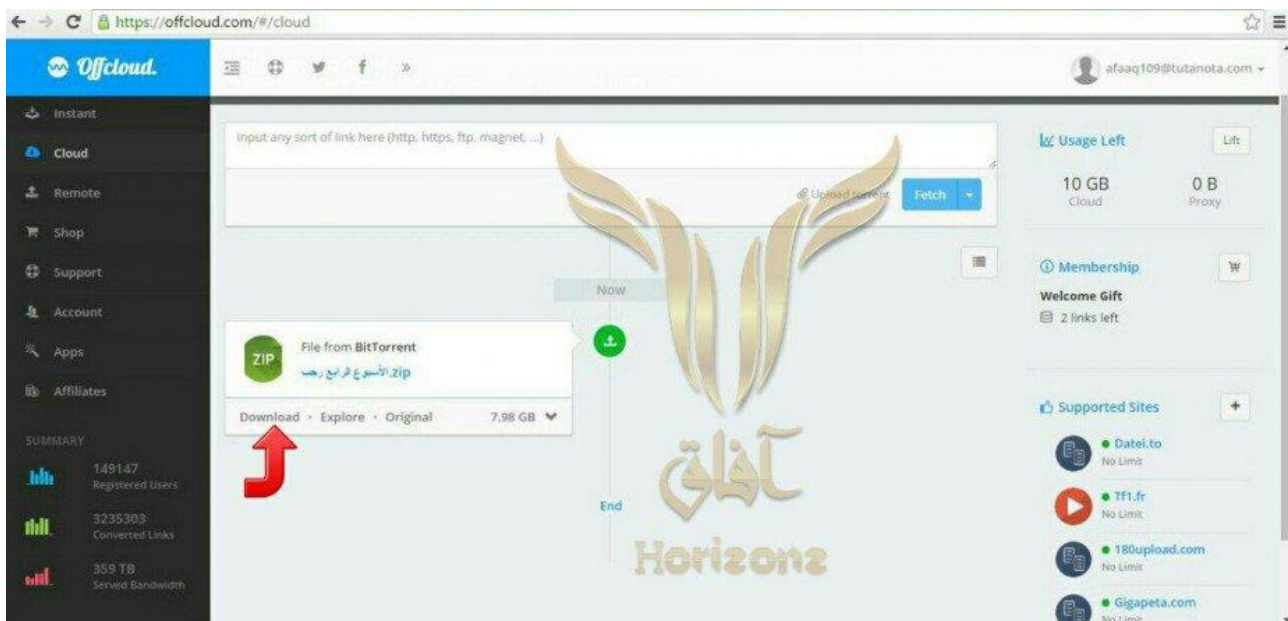 https://offcloud.com/#/cloud
Offcloud.
afaaq109@tutanota.com
Instant
Cloud
Remote
Shop
Support
Account
Apps
Affiliates
SUMMARY
149147
Registered Users
3235303
Converted Links
359 TB
Served Bandwidth
Input any sort of link here (http, https, ftp, magnet, ...)
Upload torrent
Fetch
Now
ZIP
File from BitTorrent
الأسبوع الرابع رجب.zip
Download · Explore · Original 7.98 GB
End
آفاق
Horizons
Usage Left
Lift
10 GB
Cloud
0 B
Proxy
Membership
Welcome Gift
2 links left
Supported Sites
Datei.to
No Limit
Tf1.fr
No Limit
180upload.com
No Limit
Gigapeta.com
No Limit